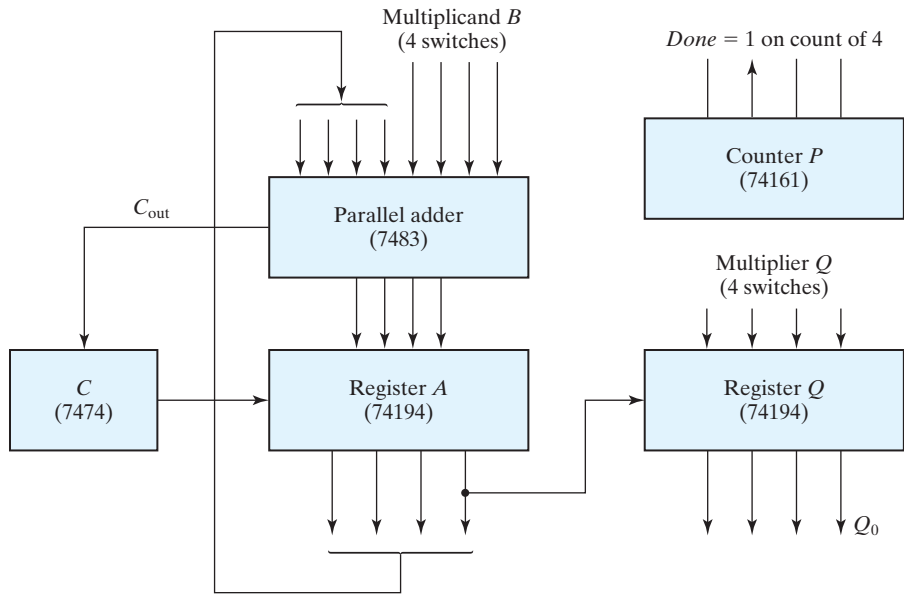 Multiplicand B
(4 switches)
Done = 1 on count of 4
Counter P
(74161)
Cout
Parallel adder
(7483)
Multiplier Q
(4 switches)
C
(7474)
Register A
(74194)
Register Q
(74194)
Q0